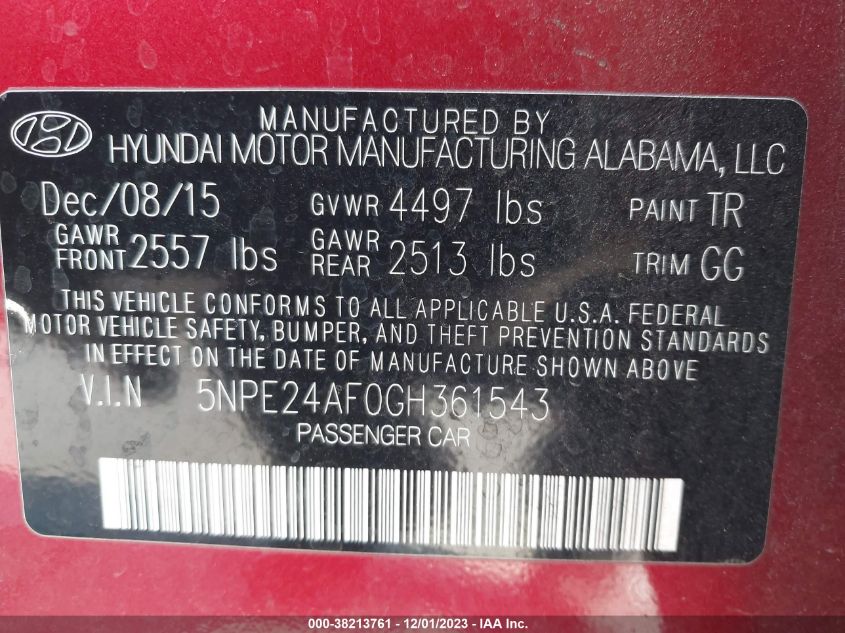 MANUFACTURED BY
HYUNDAI MOTOR MANUFACTURING ALABAMA, LLC
Dec/08/15 GVWR 4497 lbs PAINT TR
GAWR FRONT 2557 lbs GAWR REAR 2513 lbs TRIM GG
THIS VEHICLE CONFORMS TO ALL APPLICABLE U.S.A. FEDERAL
MOTOR VEHICLE SAFETY, BUMPER, AND THEFT PREVENTION STANDARDS
IN EFFECT ON THE DATE OF MANUFACTURE SHOWN ABOVE
V.I.N 5NPE24AF0GH361543
PASSENGER CAR
000-38213761 - 12/01/2023 - IAA Inc.